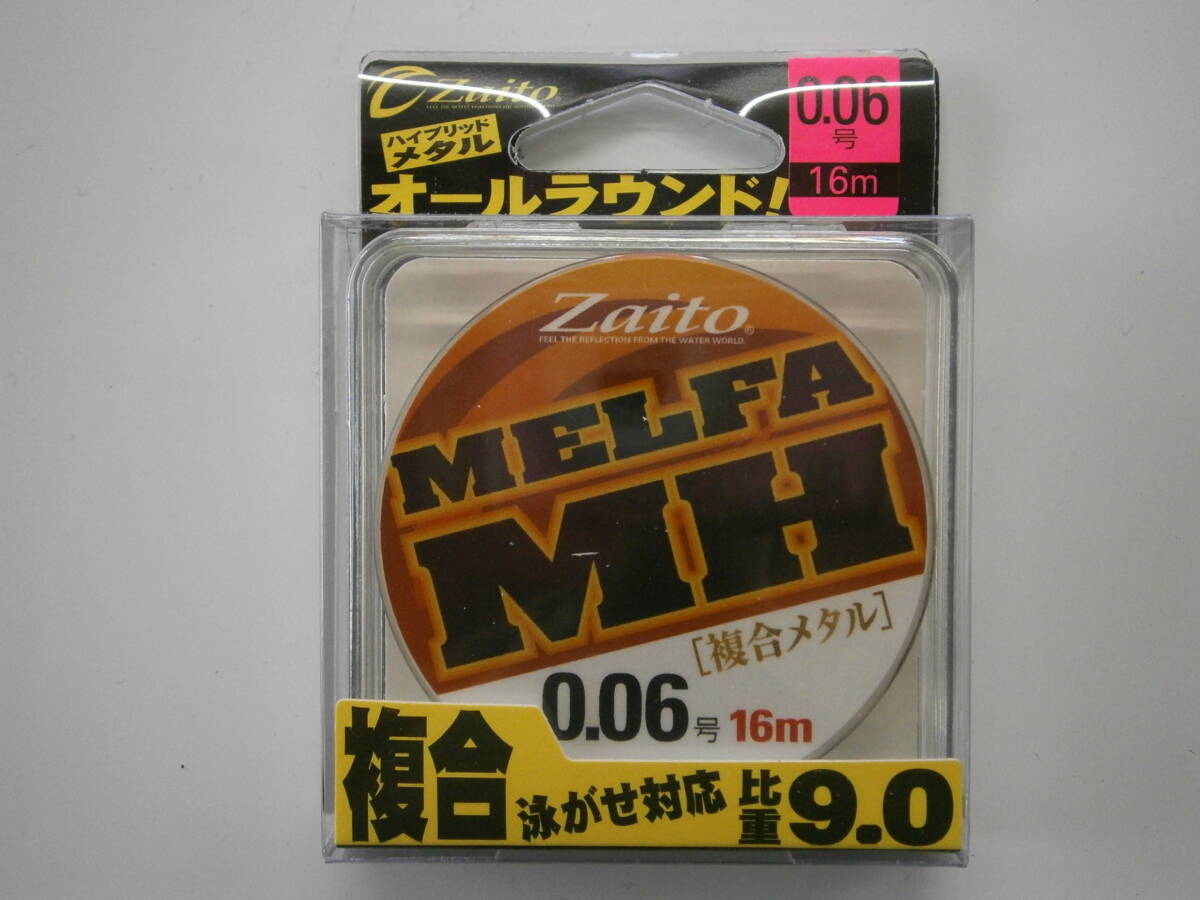 Zaito
0.06
号
16m
ハイブリッド
メタル
オールラウンド!
Zaito®
FEEL THE REFLECTION FROM THE WATER WORLD.
MELFA
MH
[複合メタル]
0.06号 16m
複合 泳がせ対応 比重 9.0